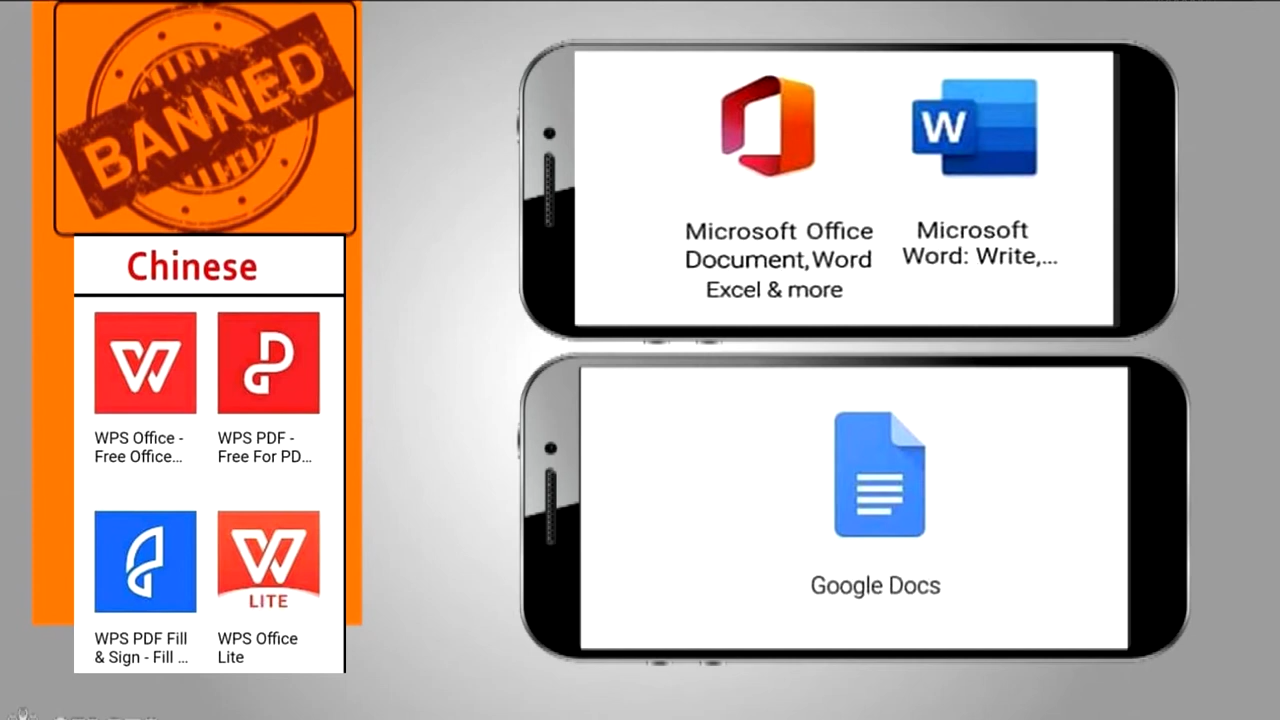 BANNED
Chinese
WPS Office -
Free Office...
WPS PDF -
Free For PD...
WPS PDF Fill
& Sign - Fill ...
LITE
WPS Office
Lite
Microsoft Office
Document,Word
Excel & more
W
Microsoft
Word: Write,...
Google Docs